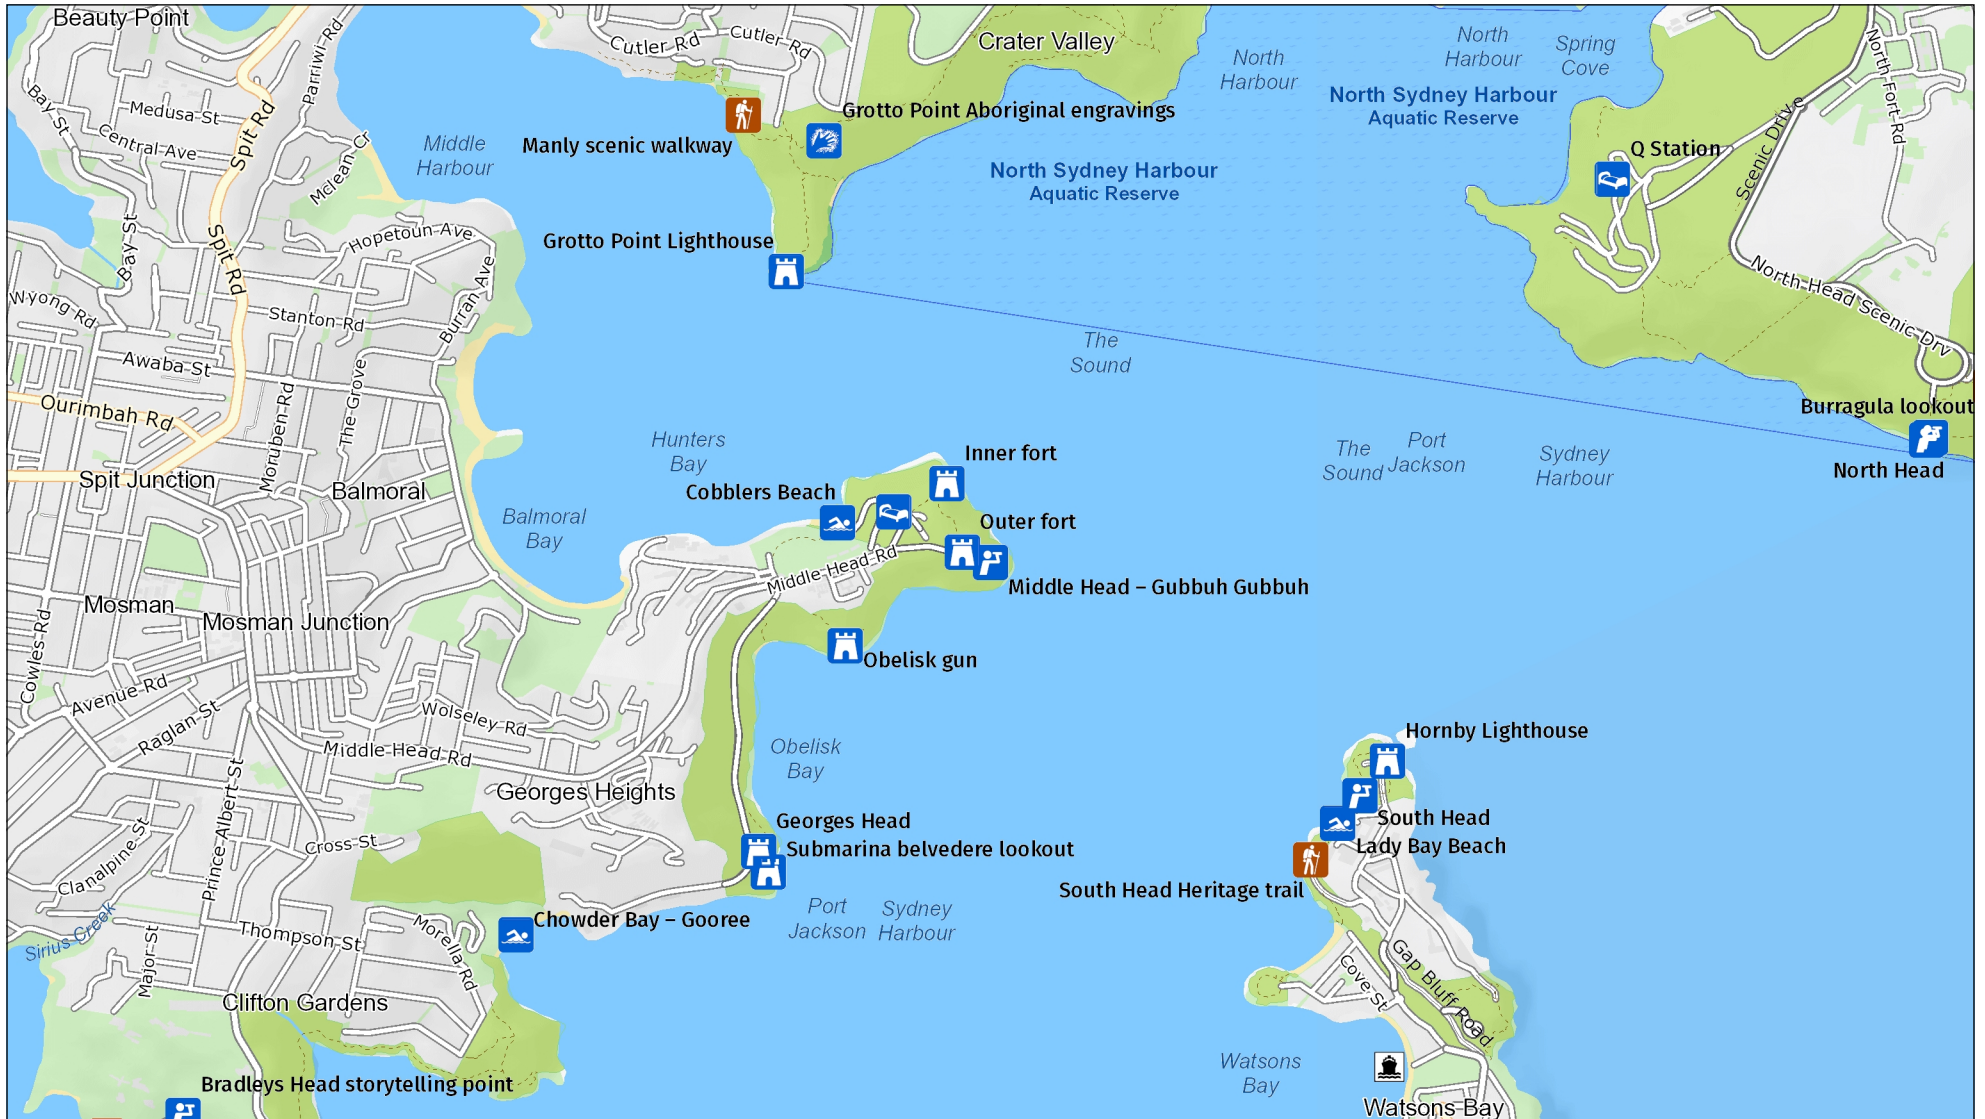 Beauty Point
Cutler Rd
Cutler Rd
Crater Valley
North
Harbour
North
Harbour
Spring
Cove
North Fort Rd
Parriwi Rd
Spit Rd
Bay St
Medusa St
Central Ave
Mclean Cr
Middle
Harbour
Manly scenic walkway
Grotto Point Aboriginal engravings
North Sydney Harbour
Aquatic Reserve
North Sydney Harbour
Aquatic Reserve
Q Station
Scenic Drive
Bay St
Spit Rd
Hopetoun Ave
Burran Ave
Grotto Point Lighthouse
North Head Scenic Drv
Wyong Rd
Stanton Rd
Awaba St
The
Sound
Ourimbah Rd
Moruben Rd
The Grove
Burragula lookout
North Head
Spit Junction
Balmoral
Hunters
Bay
Inner fort
Cobblers Beach
The
Sound
Port
Jackson
Sydney
Harbour
Balmoral
Bay
Outer fort
Middle Head Rd
Middle Head – Gubbuh Gubbuh
Mosman
Mosman Junction
Cowles Rd
Obelisk gun
Avenue Rd
Raglan St
Wolseley Rd
Middle Head Rd
Obelisk
Bay
Hornby Lighthouse
Georges Heights
Prince Albert St
Georges Head
Submarina belvedere lookout
South Head
Lady Bay Beach
South Head Heritage trail
Clanalpine St
Cross St
Chowder Bay – Gooree
Port
Jackson
Sydney
Harbour
Sirius Creek
Major St
Thompson St
Morella Rd
Cove St
Gap Bluff Road
Clifton Gardens
Watsons
Bay
Bradleys Head storytelling point
Watsons Bay